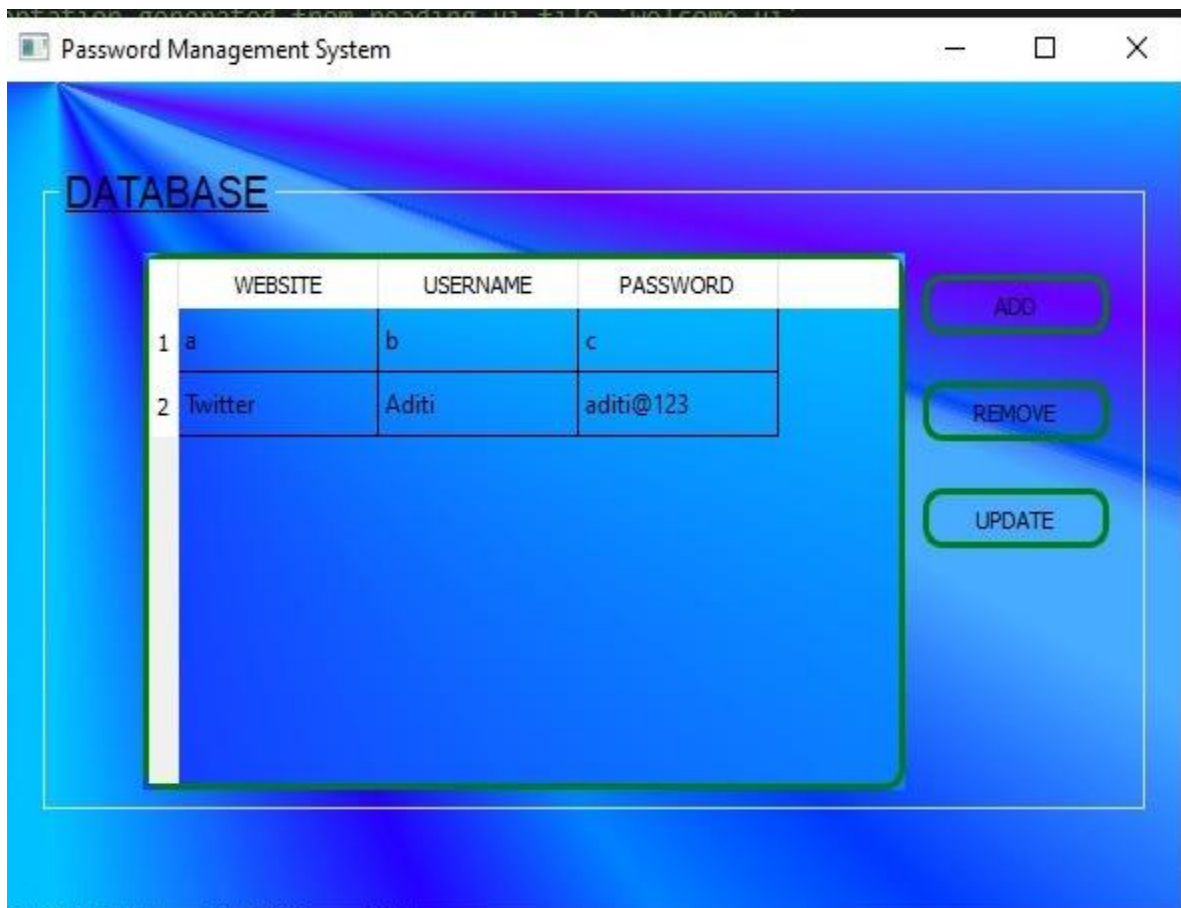 Password Management System
DATABASE
WEBSITE USERNAME PASSWORD
1 a b c
2 Twitter Aditi aditi@123
ADD
REMOVE
UPDATE